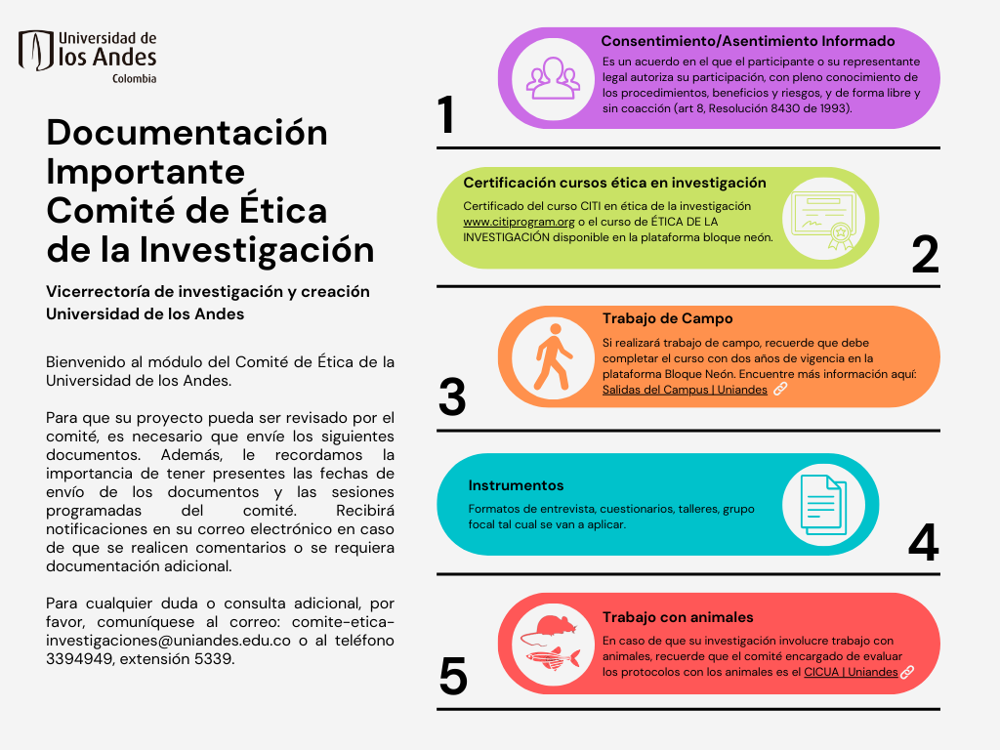 Universidad de
los Andes
Colombia
Documentación
Importante
Comité de Ética
de la Investigación
Vicerrectoría de investigación y creación
Universidad de los Andes
Bienvenido al módulo del Comité de Ética de la
Universidad de los Andes.
Para que su proyecto pueda ser revisado por el
comité, es necesario que envíe los siguientes
documentos. Además, le recordamos la
importancia de tener presentes las fechas de
envío de los documentos y las sesiones
programadas del comité. Recibirá
notificaciones en su correo electrónico en caso
de que se realicen comentarios o se requiera
documentación adicional.
Para cualquier duda o consulta adicional, por
favor, comuníquese al correo: comite-etica-
investigaciones@uniandes.edu.co o al teléfono
3394949, extensión 5339.
1
Consentimiento/Asentimiento Informado
Es un acuerdo en el que el participante o su representante
legal autoriza su participación, con pleno conocimiento de
los procedimientos, beneficios y riesgos, y de forma libre y
sin coacción (art 8, Resolución 8430 de 1993).
Certificación cursos ética en investigación
Certificado del curso CITI en ética de la investigación
www.citiprogram.org o el curso de ÉTICA DE LA
INVESTIGACIÓN disponible en la plataforma bloque neón.
2
3
Trabajo de Campo
Si realizará trabajo de campo, recuerde que debe
completar el curso con dos años de vigencia en la
plataforma Bloque Neón. Encuentre más información aquí:
Salidas del Campus | Uniandes
Instrumentos
Formatos de entrevista, cuestionarios, talleres, grupo
focal tal cual se van a aplicar.
4
5
Trabajo con animales
En caso de que su investigación involucre trabajo con
animales, recuerde que el comité encargado de evaluar
los protocolos con los animales es el CICUA | Uniandes